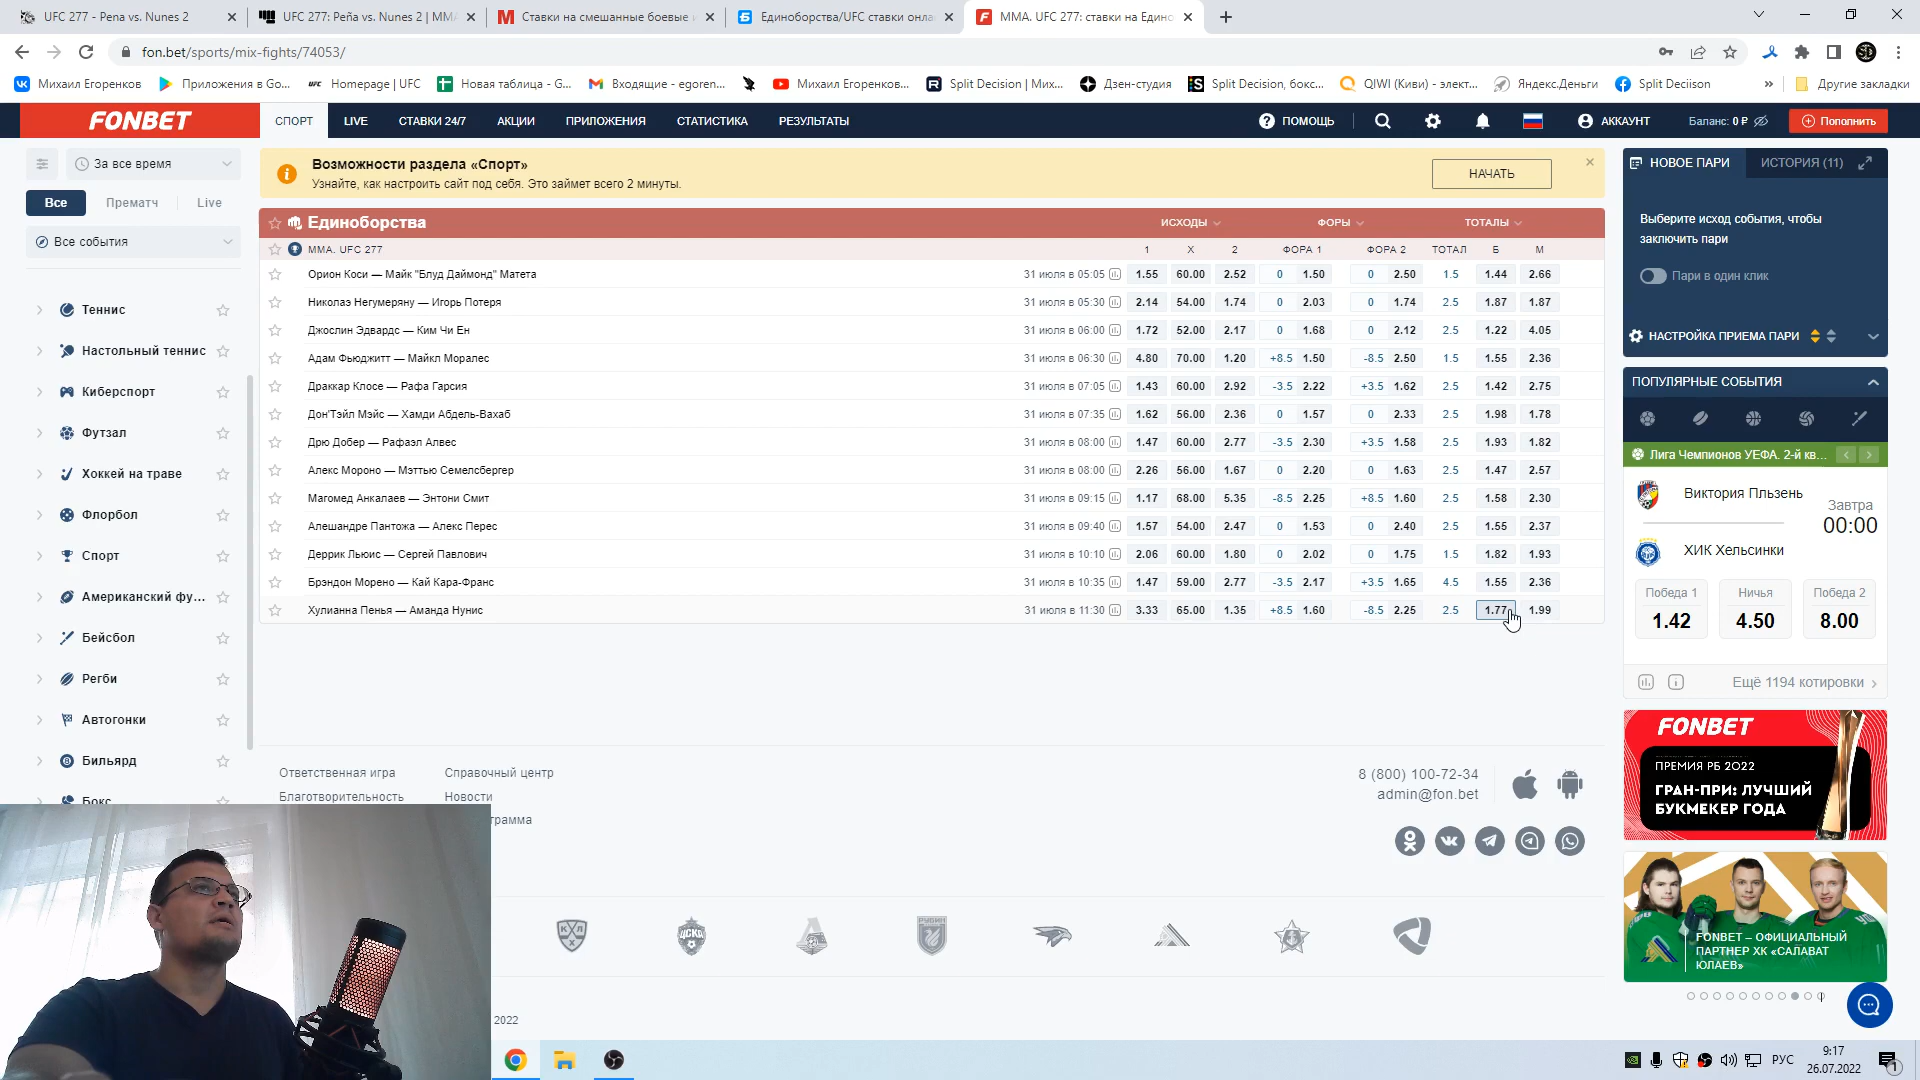 UFC 277 - Pena vs. Nunes 2
UFC 277: Peña vs. Nunes 2 | MMA
Ставки на смешанные боевые
Единоборства/UFC ставки онла
MMA. UFC 277: ставки на Един
fon.bet/sports/mix-fights/74053/
Михаил Егоренков
Приложения в Go...
Homepage | UFC
Новая таблица - G...
Входящие - egoren...
Михаил Егоренков...
Split Decision | Мих...
Дзен-студия
Split Decision, бокс...
QIWI (Киви) - элект...
Яндекс.Деньги
Split Deciison
»
Другие закладки
FONBET
СПОРТ
LIVE
СТАВКИ 24/7
АКЦИИ
ПРИЛОЖЕНИЯ
СТАТИСТИКА
РЕЗУЛЬТАТЫ
ПОМОЩЬ
АККАУНТ
Баланс: 0 ₽
Пополнить
За все время
Все Прематч Live
Все события
Теннис
Настольный теннис
Киберспорт
Футзал
Хоккей на траве
Флорбол
Спорт
Американский фу...
Бейсбол
Регби
Автогонки
Бильярд
Бокс
Возможности раздела «Спорт»
Узнайте, как настроить сайт под себя. Это займет всего 2 минуты.
НАЧАТЬ
Единоборства ИСХОДЫ ФОРЫ ТОТАЛЫ
MMA. UFC 277 1 X 2 ФОРА 1 ФОРА 2 ТОТАЛ Б М
Орион Коси — Майк "Блуд Даймонд" Матета 31 июля в 05:05 1.55 60.00 2.52 0 1.50 0 2.50 1.5 1.44 2.66
Николаэ Негумеряну — Игорь Потеря 31 июля в 05:30 2.14 54.00 1.74 0 2.03 0 1.74 2.5 1.87 1.87
Джослин Эдвардс — Ким Чи Ен 31 июля в 06:00 1.72 52.00 2.17 0 1.68 0 2.12 2.5 1.22 4.05
Адам Фьюджитт — Майкл Моралес 31 июля в 06:30 4.80 70.00 1.20 +8.5 1.50 -8.5 2.50 1.5 1.55 2.36
Драккар Клосе — Рафа Гарсия 31 июля в 07:05 1.43 60.00 2.92 -3.5 2.22 +3.5 1.62 2.5 1.42 2.75
Дон'Тэйл Мэйс — Хамди Абдель-Вахаб 31 июля в 07:35 1.62 56.00 2.36 0 1.57 0 2.33 2.5 1.98 1.78
Дрю Добер — Рафаэл Алвес 31 июля в 08:00 1.47 60.00 2.77 -3.5 2.30 +3.5 1.58 2.5 1.93 1.82
Алекс Мороно — Мэттью Семелсбергер 31 июля в 08:00 2.26 56.00 1.67 0 2.20 0 1.63 2.5 1.47 2.57
Магомед Анкалаев — Энтони Смит 31 июля в 09:15 1.17 68.00 5.35 -8.5 2.25 +8.5 1.60 2.5 1.58 2.30
Алешандре Пантожа — Алекс Перес 31 июля в 09:40 1.57 54.00 2.47 0 1.53 0 2.40 2.5 1.55 2.37
Деррик Льюис — Сергей Павлович 31 июля в 10:10 2.06 60.00 1.80 0 2.02 0 1.75 1.5 1.82 1.93
Брэндон Морено — Кай Кара-Франс 31 июля в 10:35 1.47 59.00 2.77 -3.5 2.17 +3.5 1.65 4.5 1.55 2.36
Хулианна Пенья — Аманда Нунис 31 июля в 11:30 3.33 65.00 1.35 +8.5 1.60 -8.5 2.25 2.5 1.77 1.99
Ответственная игра
Справочный центр
Благотворительность
Новости
грамма
8 (800) 100-72-34
admin@fon.bet
КХЛ
ЦСКА
РУБИН
2022
НОВОЕ ПАРИ
ИСТОРИЯ (11)
Выберите исход события, чтобы
заключить пари
Пари в один клик
НАСТРОЙКА ПРИЕМА ПАРИ
ПОПУЛЯРНЫЕ СОБЫТИЯ
Лига Чемпионов УЕФА. 2-й кв...
Виктория Пльзень
Завтра
00:00
ХИК Хельсинки
Победа 1 Ничья Победа 2
1.42 4.50 8.00
Ещё 1194 котировки
FONBET
ПРЕМИЯ РБ 2022
ГРАН-ПРИ: ЛУЧШИЙ
БУКМЕКЕР ГОДА
FONBET – ОФИЦИАЛЬНЫЙ
ПАРТНЕР ХК «САЛАВАТ
ЮЛАЕВ»
РУС
9:17
26.07.2022
1